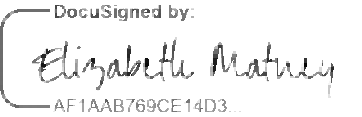 DocuSigned by:
Elizabeth Matney
AF1AAB769CE14D3...